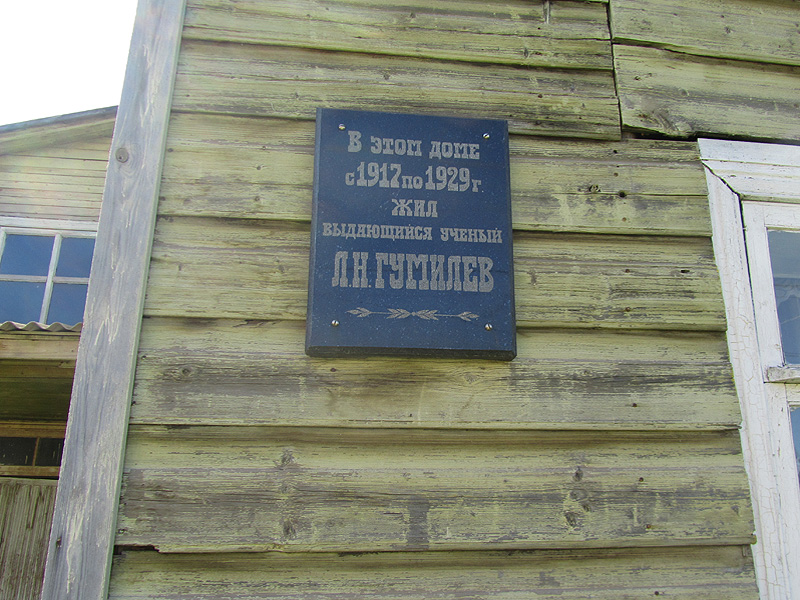 В ЭТОМ ДОМЕ
с 1917 по 1929 г.
ЖИЛ
ВЫДАЮЩИЙСЯ УЧЕНЫЙ
Л.Н. ГУМИЛЕВ